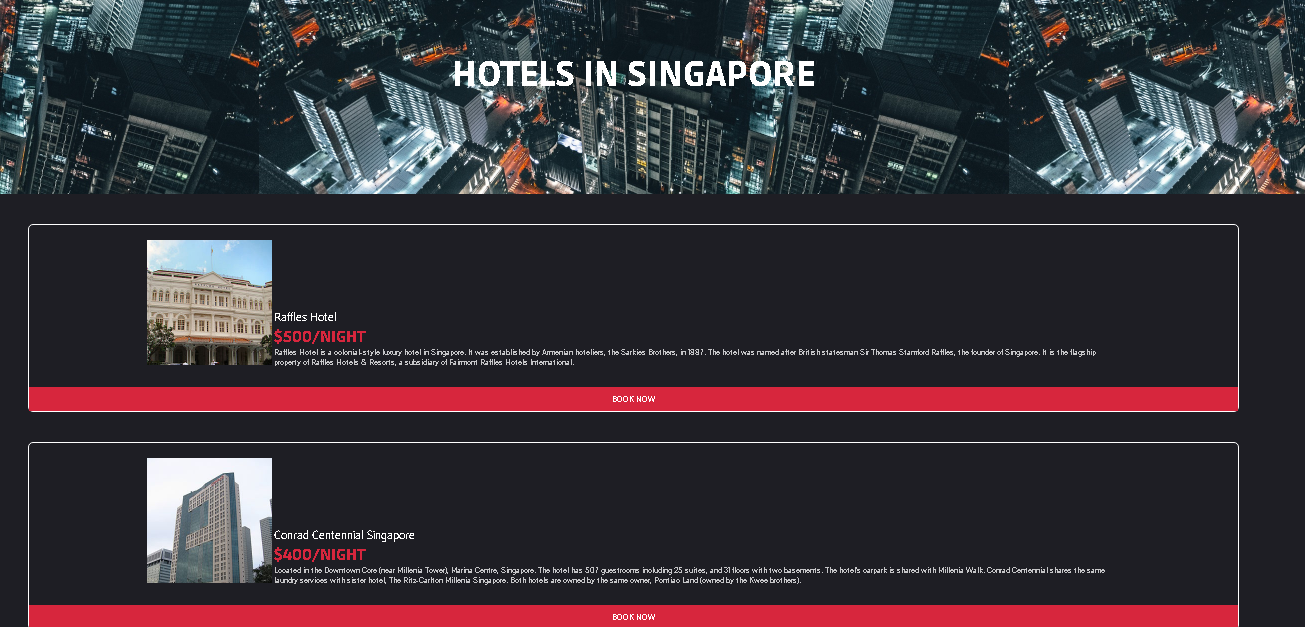 HOTELS IN SINGAPORE
Raffles Hotel
$500/NIGHT
Raffles Hotel is a colonial-style luxury hotel in Singapore. It was established by Armenian hoteliers, the Sarkies Brothers, in 1887. The hotel was named after British statesman Sir Thomas Stamford Raffles, the founder of Singapore. It is the flagship
property of Raffles Hotels & Resorts, a subsidiary of Fairmont Raffles Hotels International.
BOOK NOW
Conrad Centennial Singapore
$400/NIGHT
Located in the Downtown Core (near Millenia Tower), Marina Centre, Singapore. The hotel has 507 guestrooms including 25 suites, and 31 floors with two basements. The hotel's carpark is shared with Millenia Walk. Conrad Centennial shares the same
laundry services with sister hotel, The Ritz-Carlton Millenia Singapore. Both hotels are owned by the same owner, Pontiac Land (owned by the Kwee brothers).
BOOK NOW